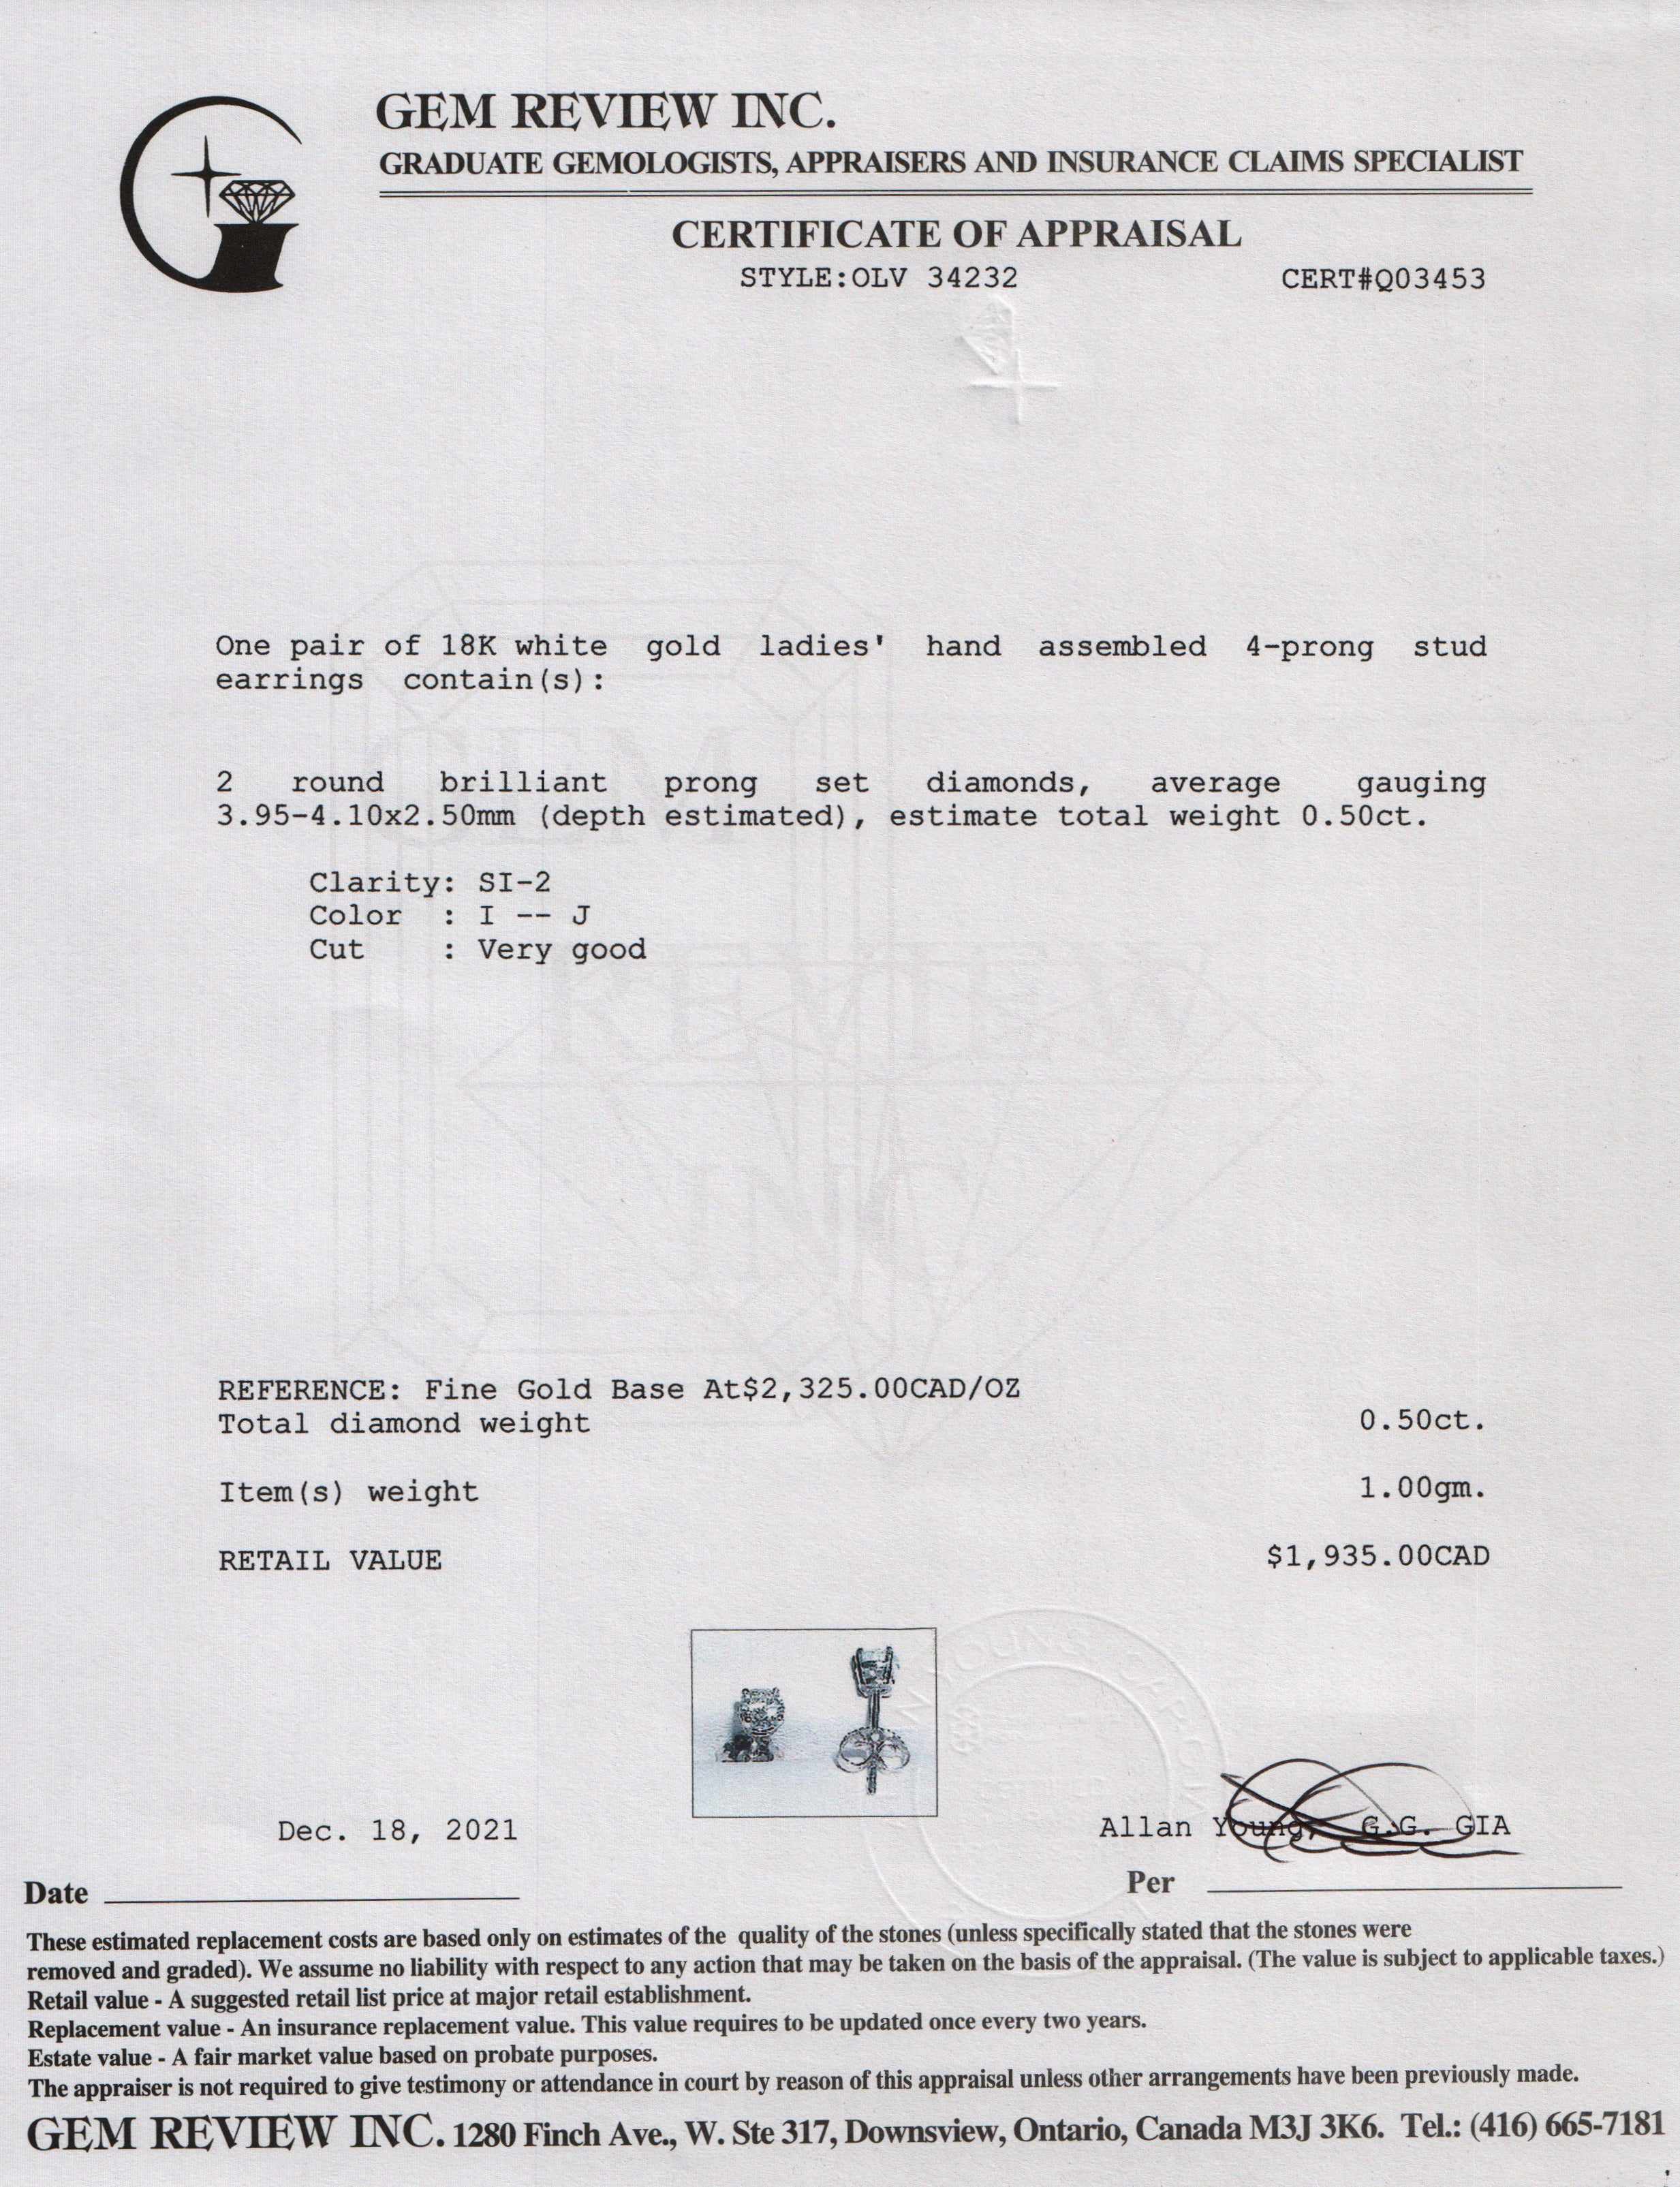 GEM REVIEW INC.
GRADUATE GEMOLOGISTS, APPRAISERS AND INSURANCE CLAIMS SPECIALIST
CERTIFICATE OF APPRAISAL
STYLE:OLV 34232 CERT#Q03453
One pair of 18K white gold ladies' hand assembled 4-prong stud
earrings contain(s):
2 round brilliant prong set diamonds, average gauging
3.95-4.10x2.50mm (depth estimated), estimate total weight 0.50ct.
Clarity: SI-2
Color : I -- J
Cut : Very good
GEM
REVIEW
INC
REFERENCE: Fine Gold Base At$2,325.00CAD/OZ
Total diamond weight 0.50ct.
Item(s) weight 1.00gm.
RETAIL VALUE $1,935.00CAD
Dec. 18, 2021 Allan Young, G.G. GIA
Date Per
These estimated replacement costs are based only on estimates of the quality of the stones (unless specifically stated that the stones were
removed and graded). We assume no liability with respect to any action that may be taken on the basis of the appraisal. (The value is subject to applicable taxes.)
Retail value - A suggested retail list price at major retail establishment.
Replacement value - An insurance replacement value. This value requires to be updated once every two years.
Estate value - A fair market value based on probate purposes.
The appraiser is not required to give testimony or attendance in court by reason of this appraisal unless other arrangements have been previously made.
GEM REVIEW INC. 1280 Finch Ave., W. Ste 317, Downsview, Ontario, Canada M3J 3K6. Tel.: (416) 665-7181